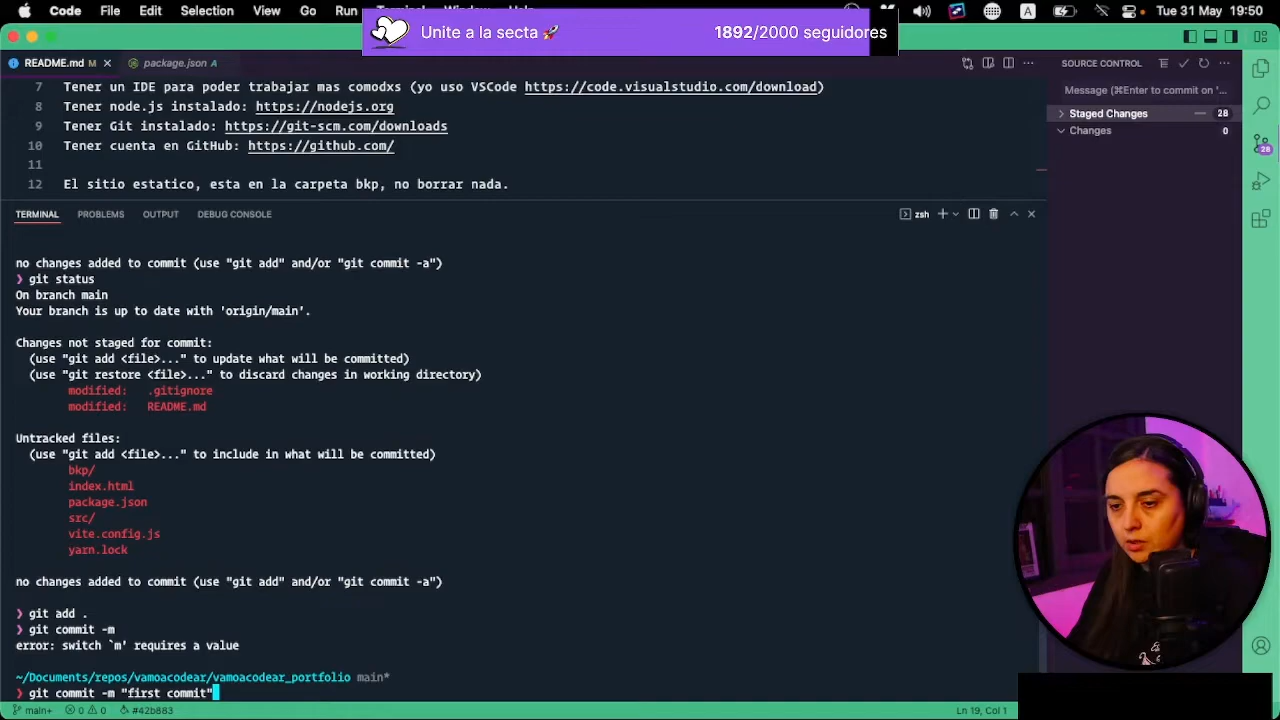 Code File Edit Selection View Go Run Terminal Window Help
A Tue 31 May 19:50
Unite a la secta 🚀 1892/2000 seguidores
README.md M package.json A
SOURCE CONTROL
7 Tener un IDE para poder trabajar mas comodxs (yo uso VSCode https://code.visualstudio.com/download)
8 Tener node.js instalado: https://nodejs.org
9 Tener Git instalado: https://git-scm.com/downloads
10 Tener cuenta en GitHub: https://github.com/
11
12 El sitio estatico, esta en la carpeta bkp, no borrar nada.
Message (⌘Enter to commit on '...
Staged Changes 28
Changes 0
28
TERMINAL PROBLEMS OUTPUT DEBUG CONSOLE
zsh
no changes added to commit (use "git add" and/or "git commit -a")
❯ git status
On branch main
Your branch is up to date with 'origin/main'.
Changes not staged for commit:
(use "git add <file>..." to update what will be committed)
(use "git restore <file>..." to discard changes in working directory)
modified: .gitignore
modified: README.md
Untracked files:
(use "git add <file>..." to include in what will be committed)
bkp/
index.html
package.json
src/
vite.config.js
yarn.lock
no changes added to commit (use "git add" and/or "git commit -a")
❯ git add .
❯ git commit -m
error: switch `m' requires a value
~/Documents/repos/vamoacodear/vamoacodear_portfolio main*
❯ git commit -m "first commit"
main+ 0 0 #42b883
Ln 19, Col 1